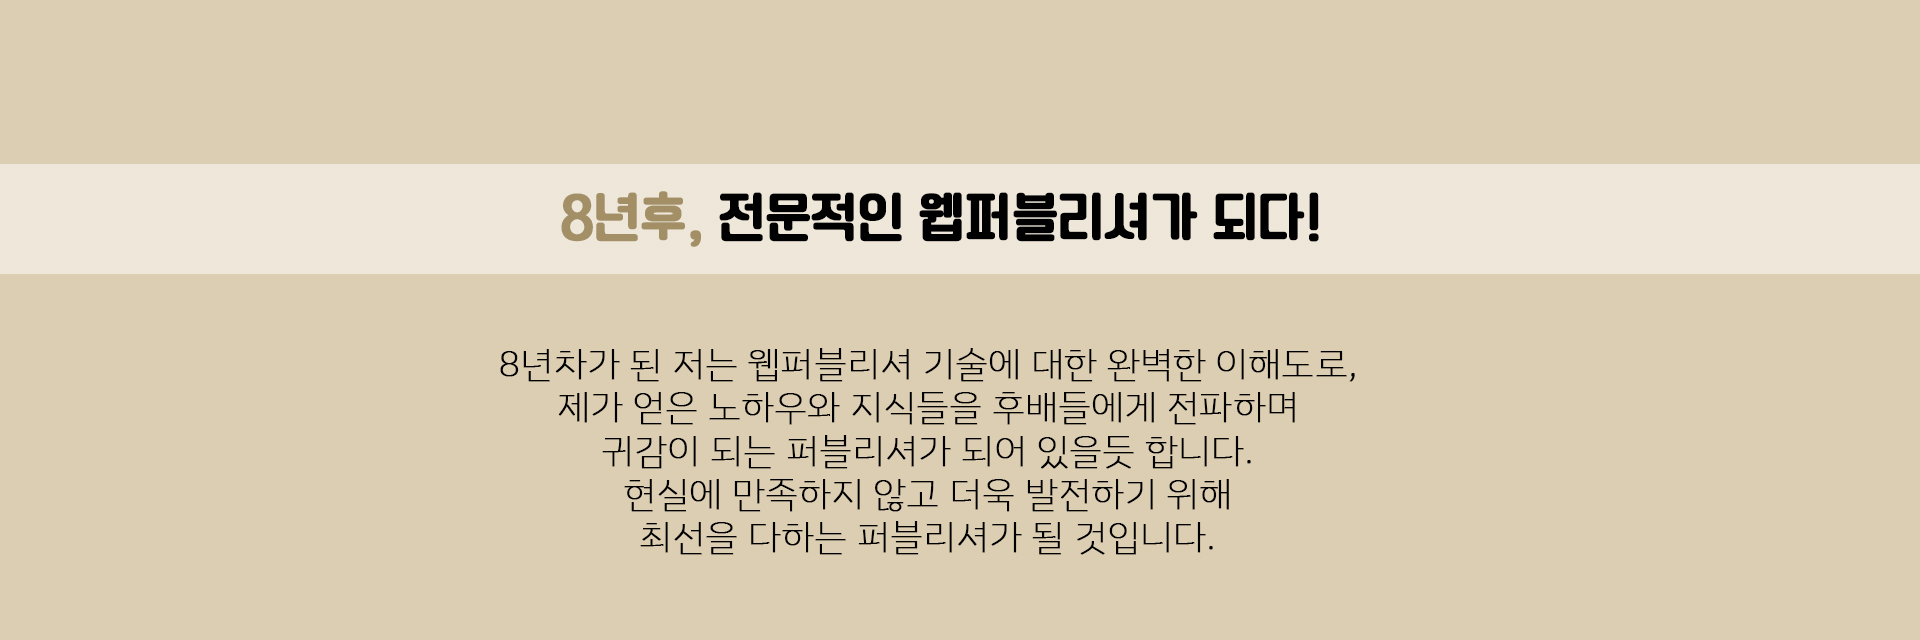 8년후, 전문적인 웹퍼블리셔가 되다!
8년차가 된 저는 웹퍼블리셔 기술에 대한 완벽한 이해도로,
제가 얻은 노하우와 지식들을 후배들에게 전파하며
귀감이 되는 퍼블리셔가 되어 있을듯 합니다.
현실에 만족하지 않고 더욱 발전하기 위해
최선을 다하는 퍼블리셔가 될 것입니다.